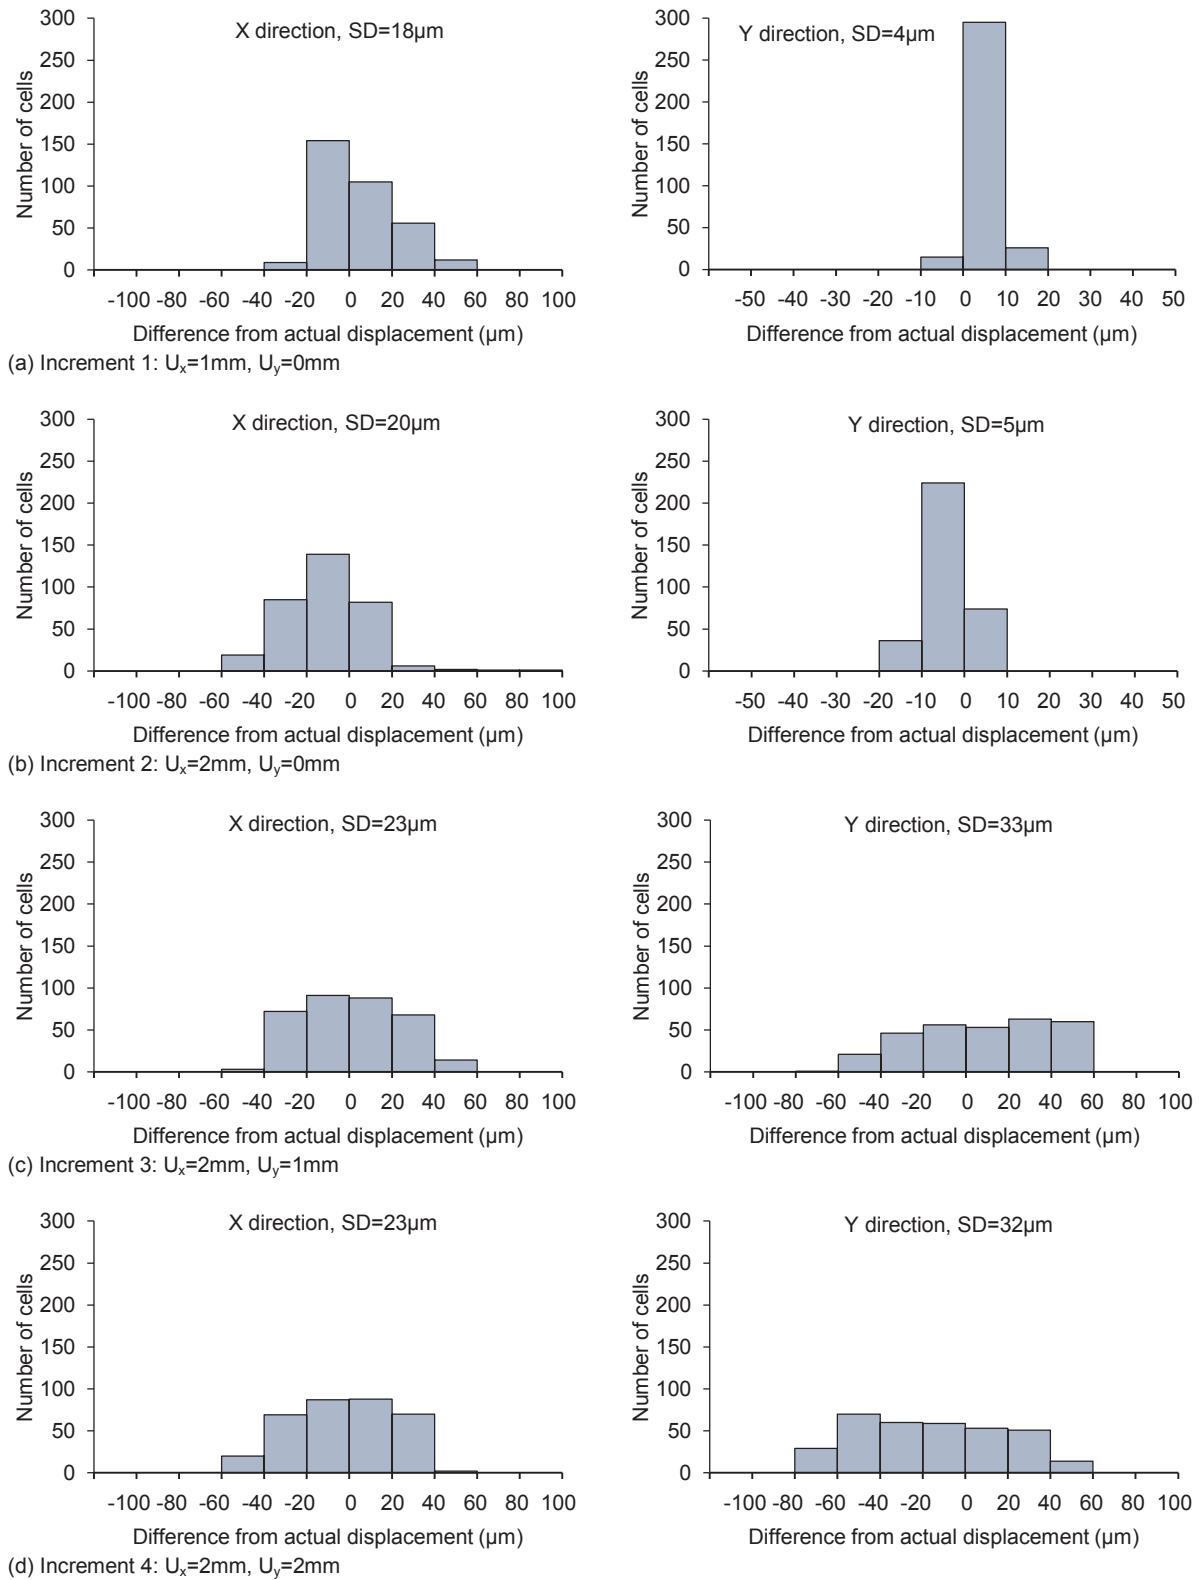 X direction, SD=18µm
Number of cells
300
250
200
150
100
50
0
-100 -80 -60 -40 -20 0 20 40 60 80 100
Difference from actual displacement (µm)
Y direction, SD=4µm
Number of cells
300
250
200
150
100
50
0
-50 -40 -30 -20 -10 0 10 20 30 40 50
Difference from actual displacement (µm)
(a) Increment 1: Ux=1mm, Uy=0mm
X direction, SD=20µm
Number of cells
300
250
200
150
100
50
0
-100 -80 -60 -40 -20 0 20 40 60 80 100
Difference from actual displacement (µm)
Y direction, SD=5µm
Number of cells
300
250
200
150
100
50
0
-50 -40 -30 -20 -10 0 10 20 30 40 50
Difference from actual displacement (µm)
(b) Increment 2: Ux=2mm, Uy=0mm
X direction, SD=23µm
Number of cells
300
250
200
150
100
50
0
-100 -80 -60 -40 -20 0 20 40 60 80 100
Difference from actual displacement (µm)
Y direction, SD=33µm
Number of cells
300
250
200
150
100
50
0
-100 -80 -60 -40 -20 0 20 40 60 80 100
Difference from actual displacement (µm)
(c) Increment 3: Ux=2mm, Uy=1mm
X direction, SD=23µm
Number of cells
300
250
200
150
100
50
0
-100 -80 -60 -40 -20 0 20 40 60 80 100
Difference from actual displacement (µm)
Y direction, SD=32µm
Number of cells
300
250
200
150
100
50
0
-100 -80 -60 -40 -20 0 20 40 60 80 100
Difference from actual displacement (µm)
(d) Increment 4: Ux=2mm, Uy=2mm